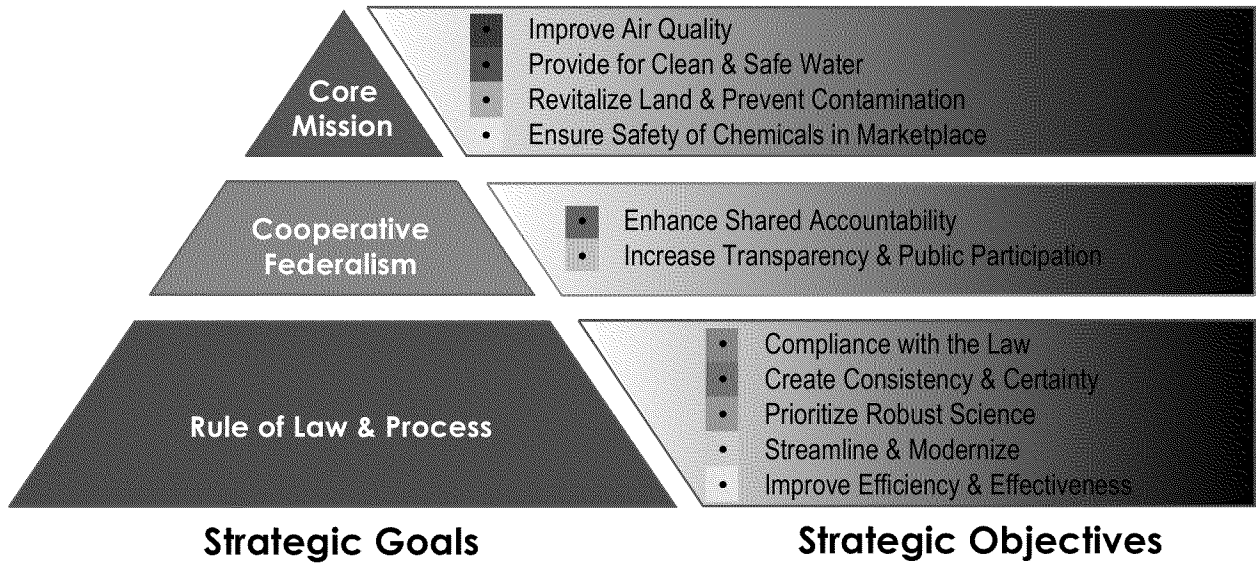 Core
Mission
• Improve Air Quality
• Provide for Clean & Safe Water
• Revitalize Land & Prevent Contamination
• Ensure Safety of Chemicals in Marketplace
Cooperative
Federalism
• Enhance Shared Accountability
• Increase Transparency & Public Participation
Rule of Law & Process
• Compliance with the Law
• Create Consistency & Certainty
• Prioritize Robust Science
• Streamline & Modernize
• Improve Efficiency & Effectiveness
Strategic Goals
Strategic Objectives